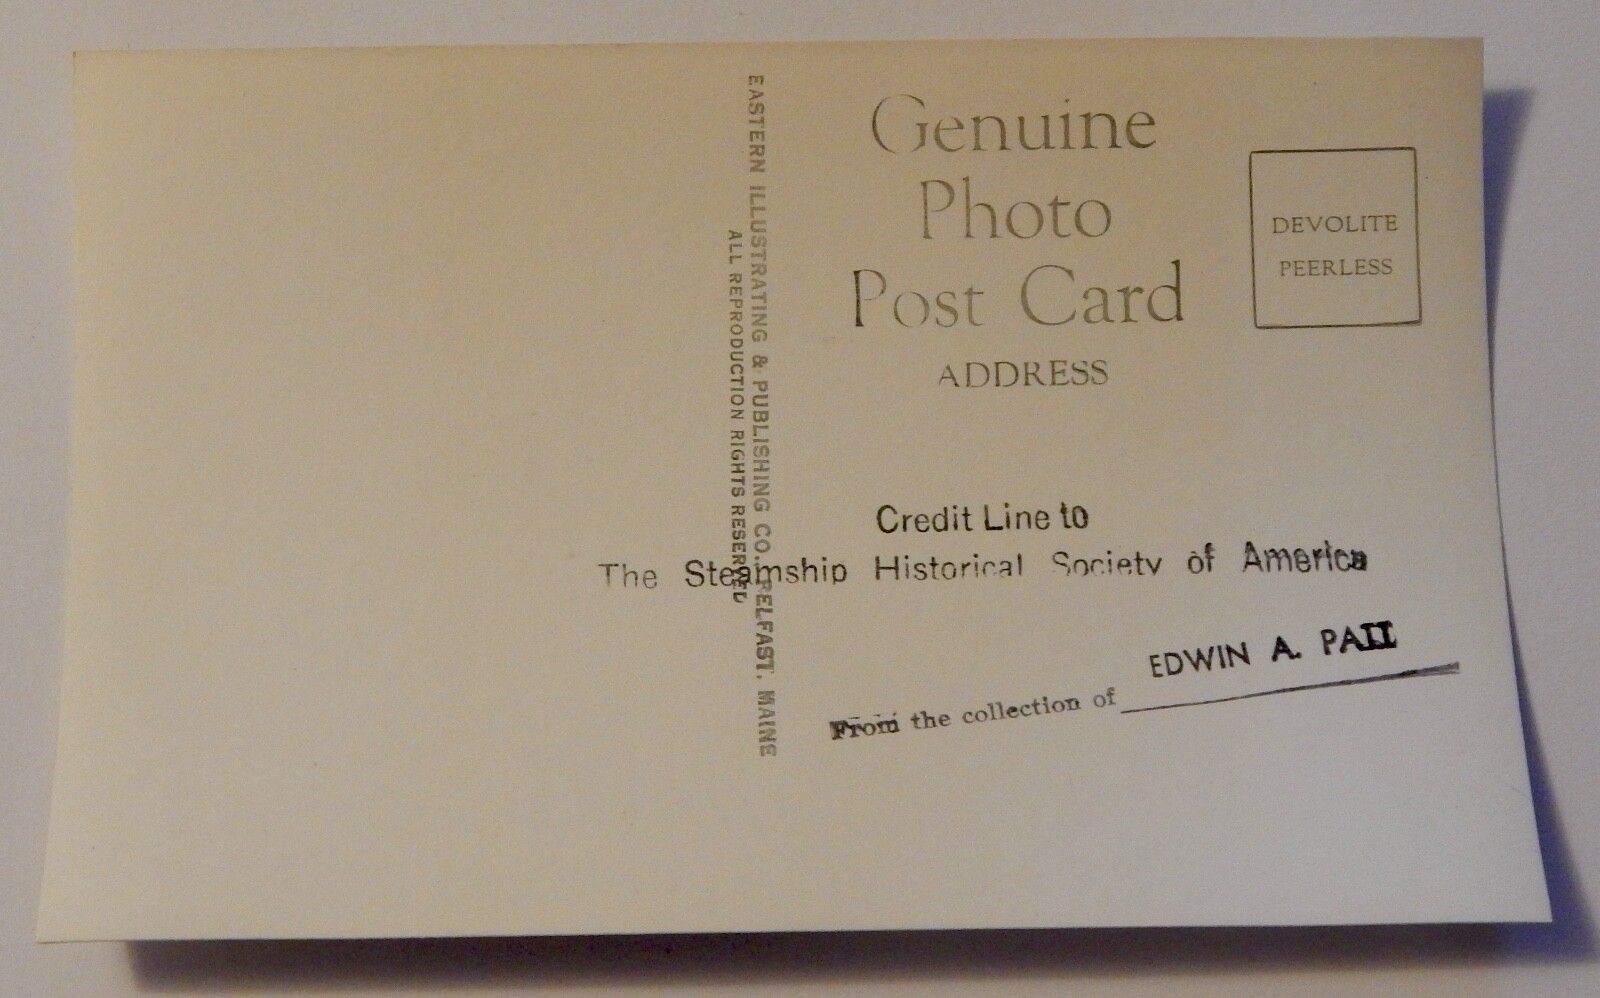 Genuine
Photo
Post Card
ADDRESS
DEVOLITE
PEERLESS
EASTERN ILLUSTRATING & PUBLISHING CO. BELFAST, MAINE
ALL REPRODUCTION RIGHTS RESERVED
Credit Line to
The Steamship Historical Society of America
EDWIN A.
From the collection of